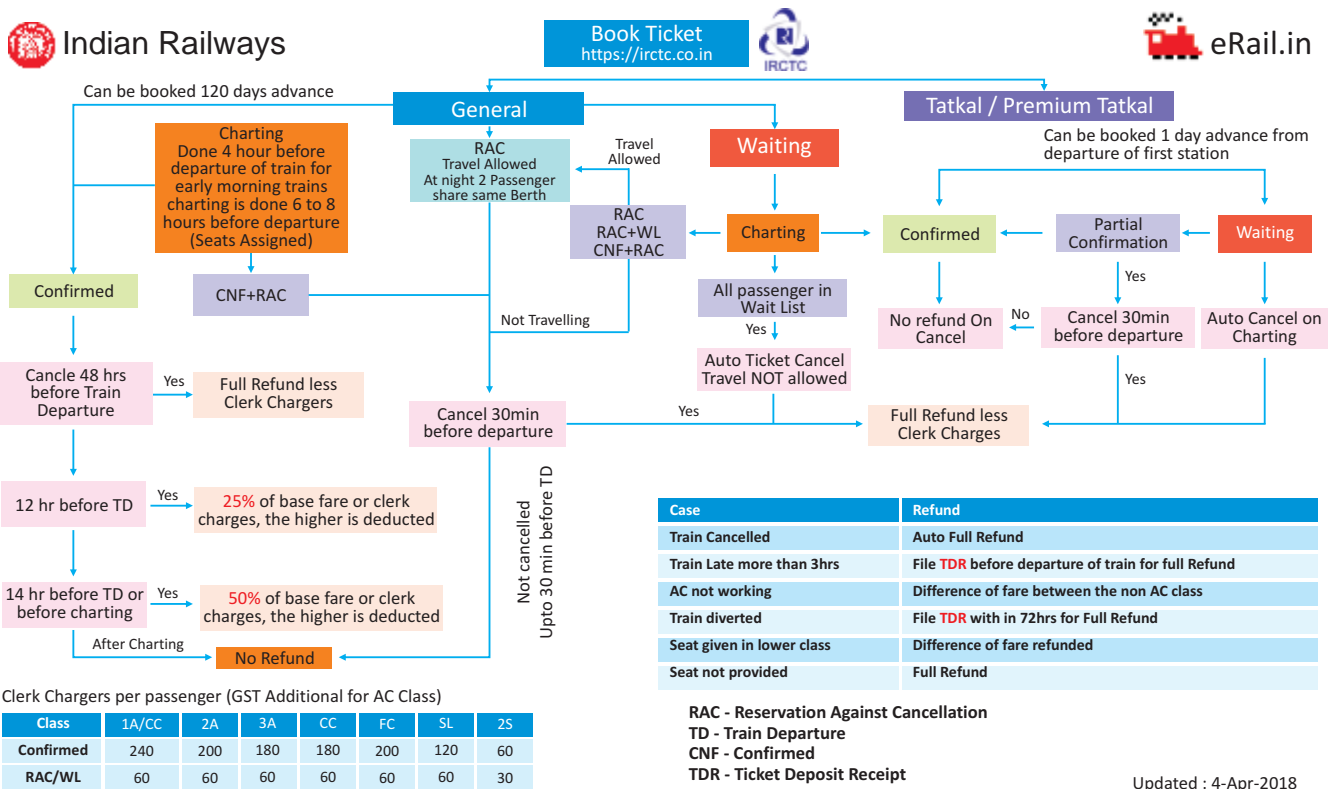 Indian Railways
Book Ticket
https://irctc.co.in
IRCTC
eRail.in
Can be booked 120 days advance
General
Tatkal / Premium Tatkal
Can be booked 1 day advance from
departure of first station
Charting
Done 4 hour before
departure of train for
early morning trains
charting is done 6 to 8
hours before departure
(Seats Assigned)
RAC
Travel Allowed
At night 2 Passenger
share same Berth
Travel
Allowed
Waiting
RAC
RAC+WL
CNF+RAC
Charting
Confirmed
Partial
Confirmation
Waiting
Confirmed
CNF+RAC
Not Travelling
All passenger in
Wait List
Yes
Yes
No refund On
Cancel
No
Cancel 30min
before departure
Auto Cancel on
Charting
Cancle 48 hrs
before Train
Departure
Yes
Full Refund less
Clerk Chargers
Auto Ticket Cancel
Travel NOT allowed
Yes
Cancel 30min
before departure
Yes
Full Refund less
Clerk Charges
12 hr before TD
Yes
25% of base fare or clerk
charges, the higher is deducted
Not cancelled
Upto 30 min before TD
14 hr before TD or
before charting
Yes
50% of base fare or clerk
charges, the higher is deducted
After Charting
No Refund
Case Refund
Train Cancelled Auto Full Refund
Train Late more than 3hrs File TDR before departure of train for full Refund
AC not working Difference of fare between the non AC class
Train diverted File TDR with in 72hrs for Full Refund
Seat given in lower class Difference of fare refunded
Seat not provided Full Refund
Clerk Chargers per passenger (GST Additional for AC Class)
Class 1A/CC 2A 3A CC FC SL 2S
Confirmed 240 200 180 180 200 120 60
RAC/WL 60 60 60 60 60 60 30
RAC - Reservation Against Cancellation
TD - Train Departure
CNF - Confirmed
TDR - Ticket Deposit Receipt
Updated : 4-Apr-2018